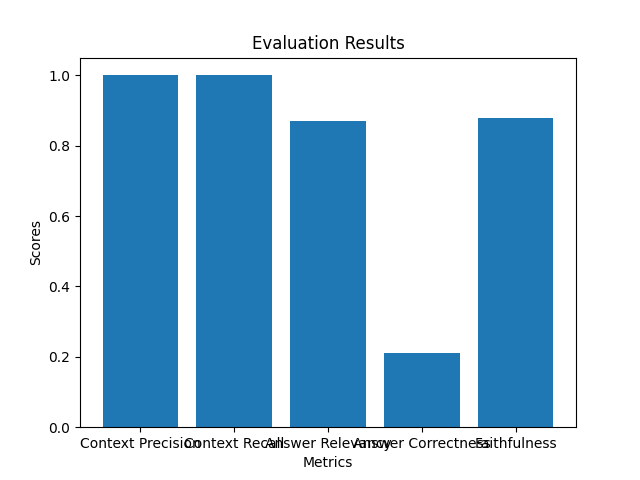 Evaluation Results
1.0
0.8
0.6
0.4
0.2
0.0
Scores
Context Precision Context Recall Answer Relevancy Answer Correctness Faithfulness
Metrics